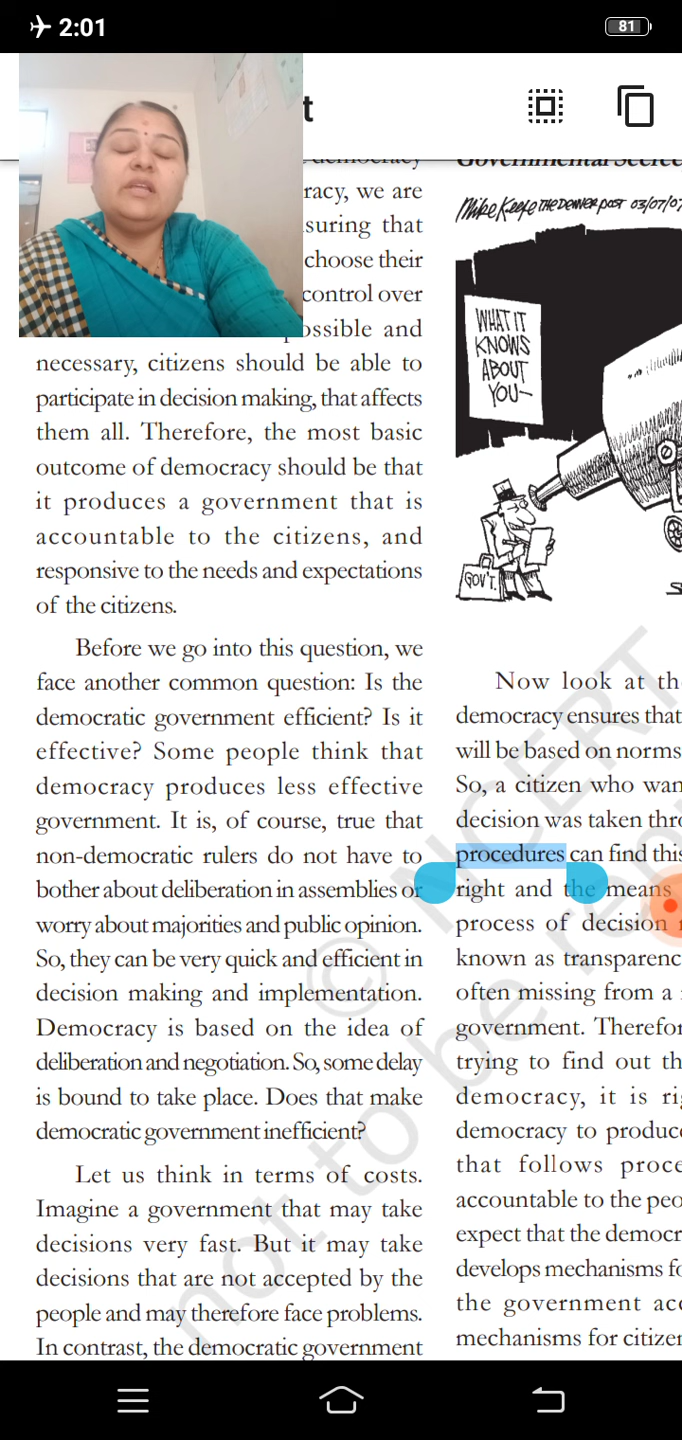 2:01
81
t
democracy
racy, we are
suring that
choose their
control over
ossible and
necessary, citizens should be able to
participate in decision making, that affects
them all. Therefore, the most basic
outcome of democracy should be that
it produces a government that is
accountable to the citizens, and
responsive to the needs and expectations
of the citizens.
Before we go into this question, we
face another common question: Is the
democratic government efficient? Is it
effective? Some people think that
democracy produces less effective
government. It is, of course, true that
non-democratic rulers do not have to
bother about deliberation in assemblies or
worry about majorities and public opinion.
So, they can be very quick and efficient in
decision making and implementation.
Democracy is based on the idea of
deliberation and negotiation. So, some delay
is bound to take place. Does that make
democratic government inefficient?
Let us think in terms of costs.
Imagine a government that may take
decisions very fast. But it may take
decisions that are not accepted by the
people and may therefore face problems.
In contrast, the democratic government
Governmental Secre
Mike Keefe THE DENVER POST 03/07/07
WHAT IT
KNOWS
ABOUT
YOU—
GOV'T.
Now look at th
democracy ensures that
will be based on norms
So, a citizen who wan
decision was taken thro
procedures can find this
right and the means
process of decision
known as transparenc
often missing from a
government. Therefor
trying to find out th
democracy, it is rig
democracy to produc
that follows proce
accountable to the peo
expect that the democr
develops mechanisms fo
the government acc
mechanisms for citizen
© NCERT
not to be rep